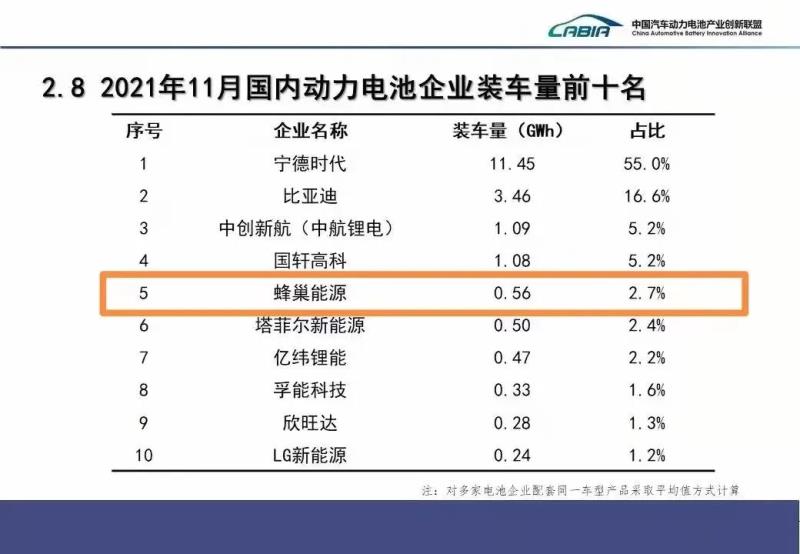 CABIA
中国汽车动力电池产业创新联盟
China Automotive Battery Innovation Alliance
2.8 2021年11月国内动力电池企业装车量前十名
序号 企业名称 装车量（GWh） 占比
1 宁德时代 11.45 55.0%
2 比亚迪 3.46 16.6%
3 中创新航（中航锂电） 1.09 5.2%
4 国轩高科 1.08 5.2%
5 蜂巢能源 0.56 2.7%
6 塔菲尔新能源 0.50 2.4%
7 亿纬锂能 0.47 2.2%
8 孚能科技 0.33 1.6%
9 欣旺达 0.28 1.3%
10 LG新能源 0.24 1.2%
注：对多家电池企业配套同一车型产品采取平均值方式计算